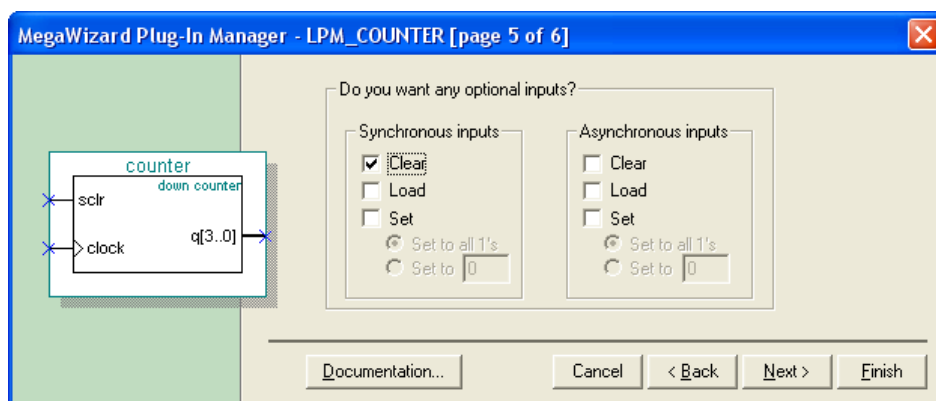 MegaWizard Plug-In Manager - LPM_COUNTER [page 5 of 6]
counter
down counter
sclr
clock
q[3..0]
Do you want any optional inputs?
Synchronous inputs
Clear
Load
Set
Set to all 1's
Set to 0
Asynchronous inputs
Clear
Load
Set
Set to all 1's
Set to 0
Documentation...
Cancel
< Back
Next >
Finish